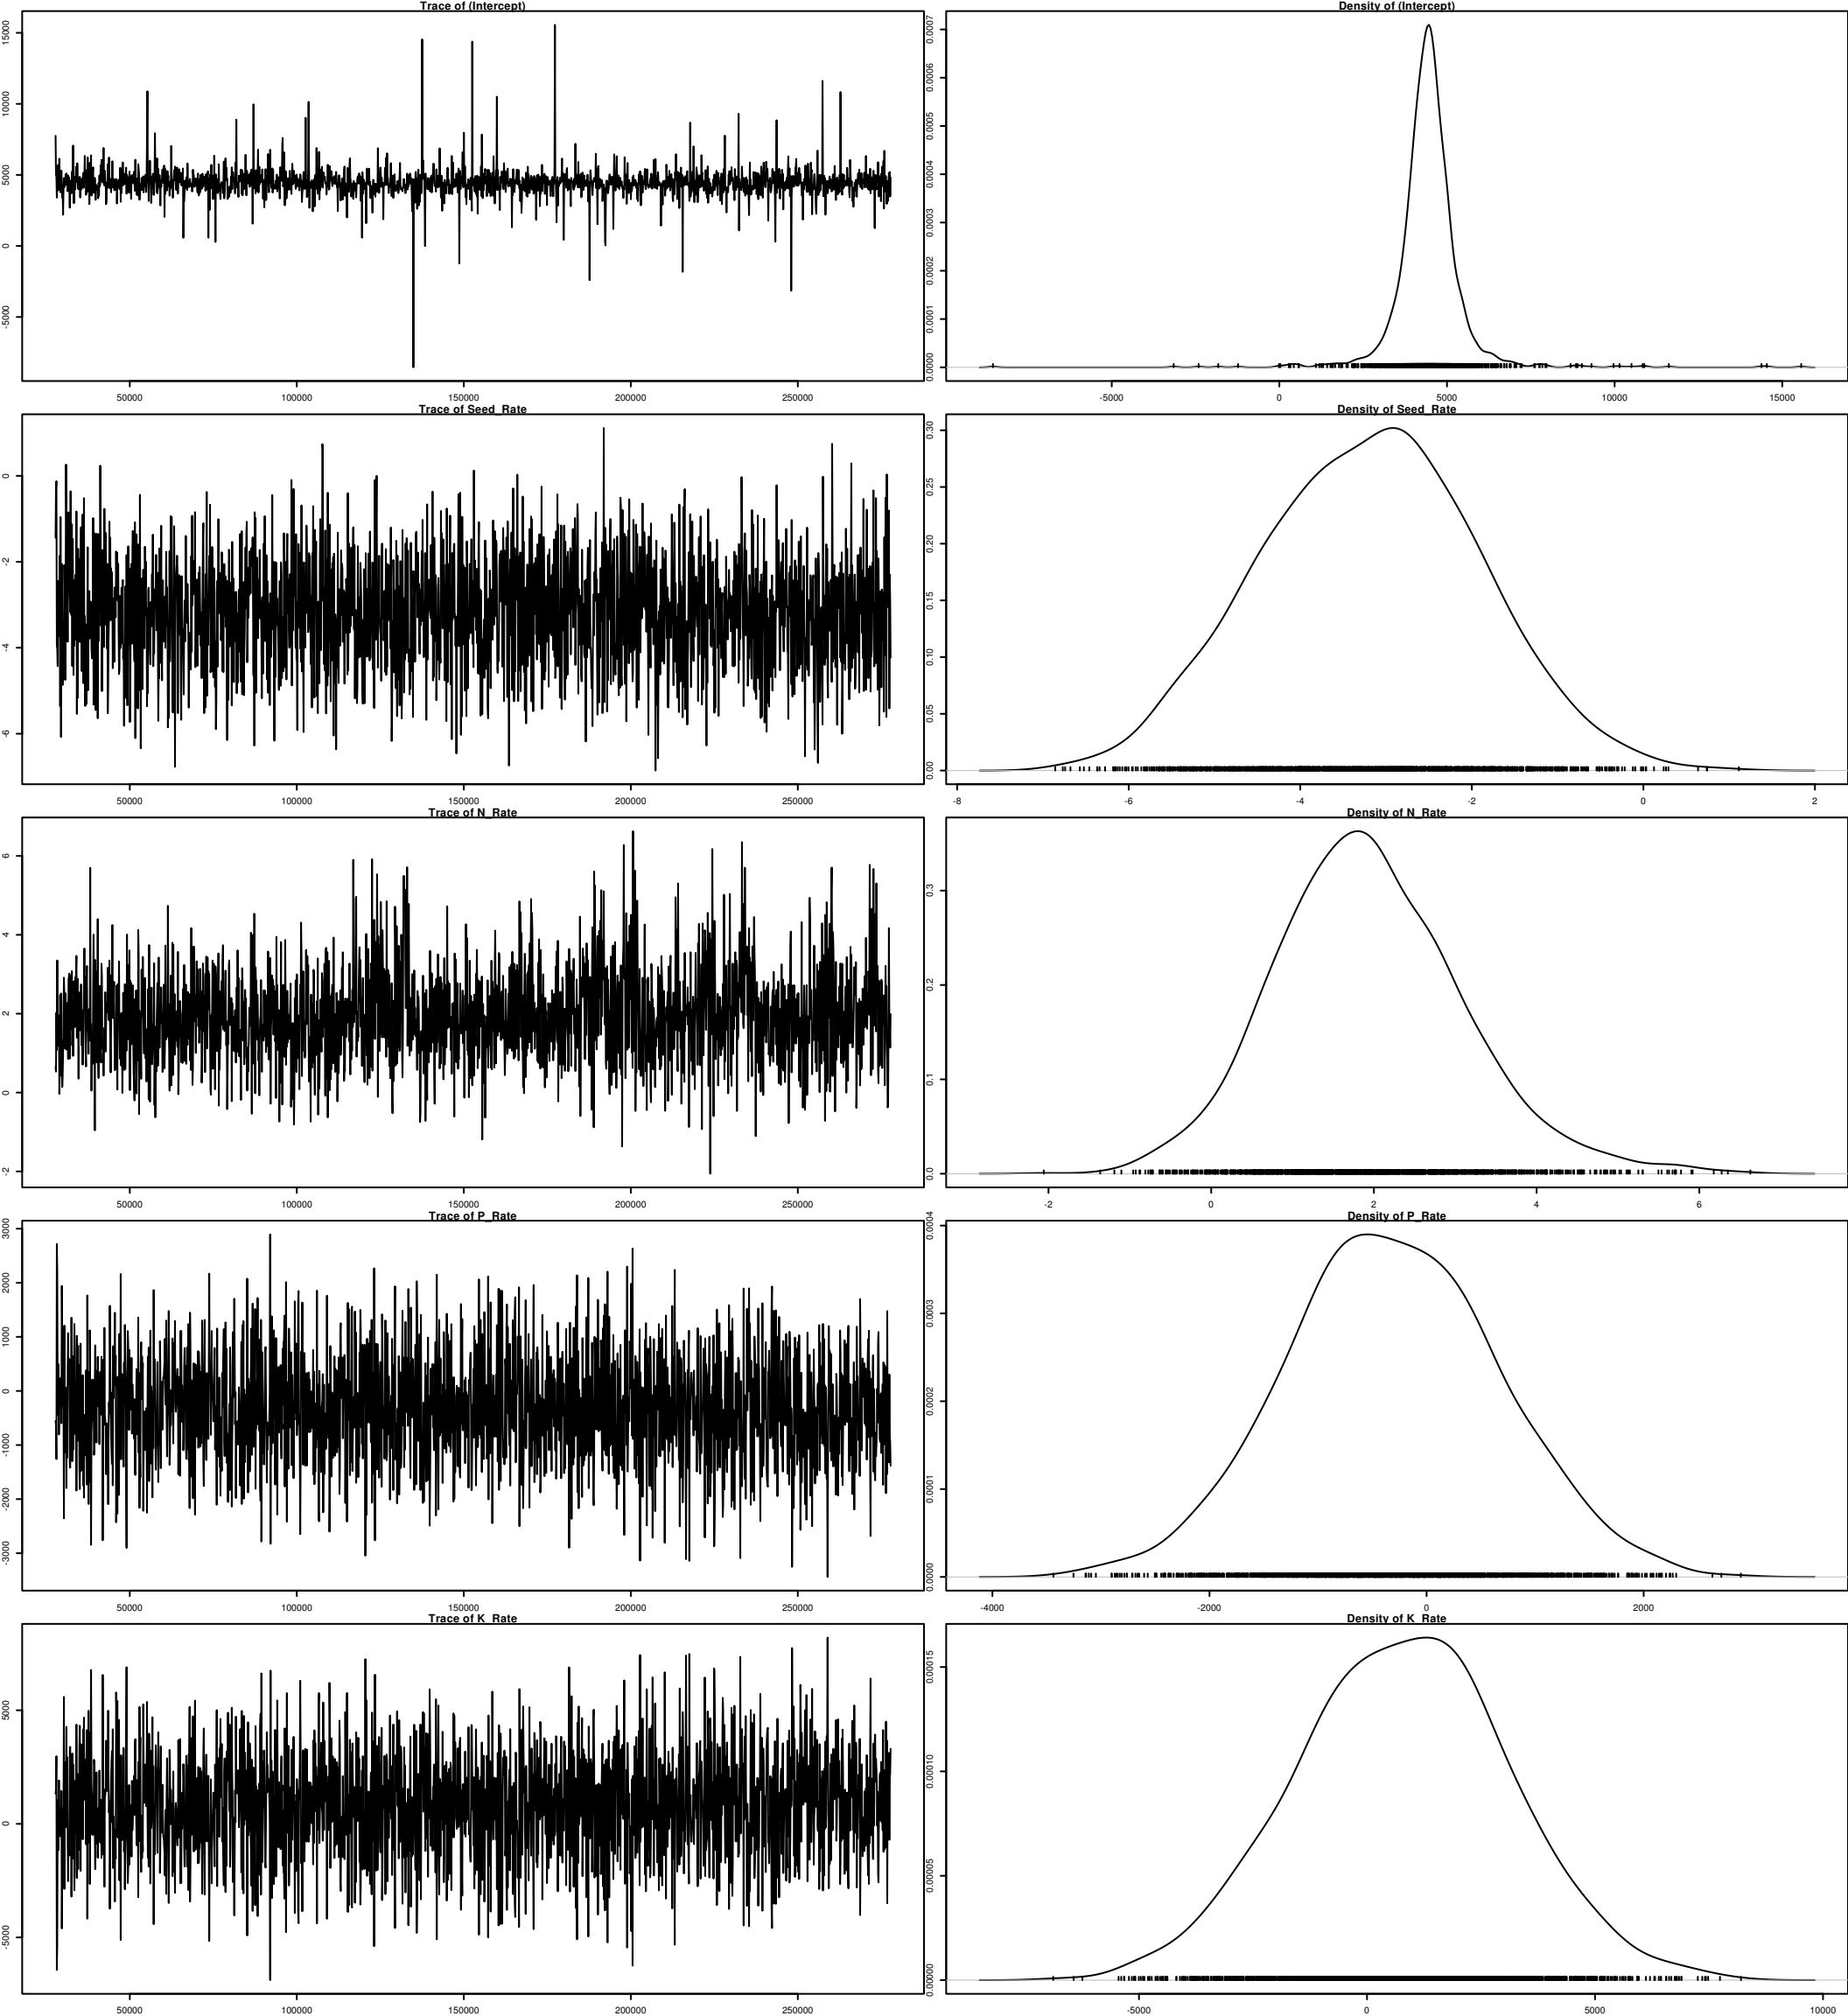 Trace of (Intercept)
Density of (Intercept)
-5000 0 5000 10000 15000
50000 100000 150000 200000 250000
0.0000 0.0001 0.0002 0.0003 0.0004 0.0005 0.0006 0.0007
-5000 0 5000 10000 15000
Trace of Seed_Rate
Density of Seed_Rate
-6 -4 -2 0
50000 100000 150000 200000 250000
0.00 0.05 0.10 0.15 0.20 0.25 0.30
-8 -6 -4 -2 0 2
Trace of N_Rate
Density of N_Rate
-2 0 2 4 6
50000 100000 150000 200000 250000
0.0 0.1 0.2 0.3
-2 0 2 4 6
Trace of P_Rate
Density of P_Rate
-3000 -2000 -1000 0 1000 2000 3000
50000 100000 150000 200000 250000
0.0000 0.0001 0.0002 0.0003 0.0004
-4000 -2000 0 2000
Trace of K_Rate
Density of K_Rate
-5000 0 5000
50000 100000 150000 200000 250000
0.00000 0.00005 0.00010 0.00015
-5000 0 5000 10000